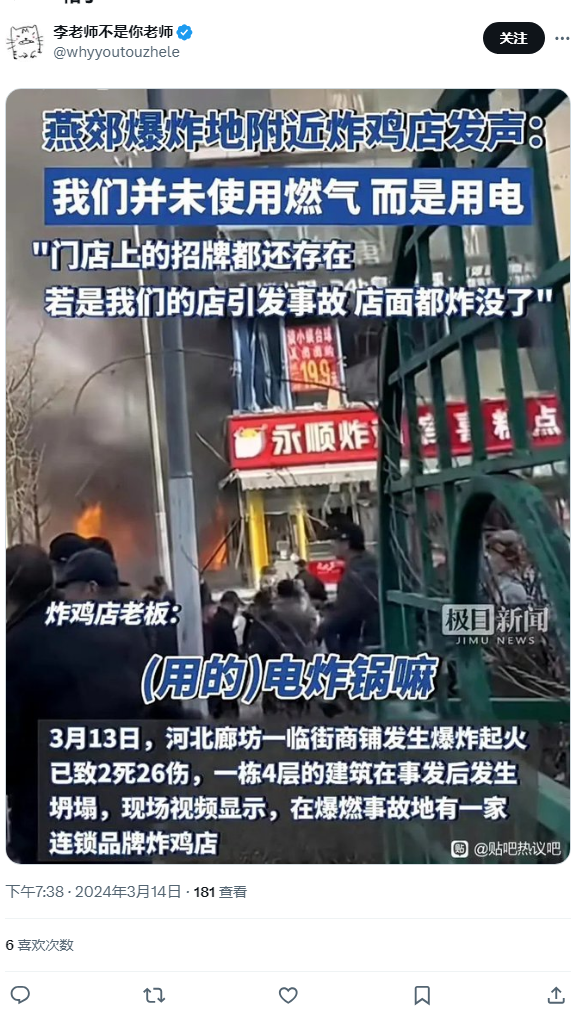 李老师不是你老师
@whyyoutouzhele
关注
燕郊爆炸地附近炸鸡店发声：
我们并未使用燃气 而是用电
"门店上的招牌都还存在
若是我们的店引发事故 店面都炸没了"
19.9
永顺炸
糕点
炸鸡店老板：
极目新闻
JIMU NEWS
(用的)电炸锅嘛
3月13日，河北廊坊一临街商铺发生爆炸起火
已致2死26伤，一栋4层的建筑在事发后发生
坍塌，现场视频显示，在爆燃事故地有一家
连锁品牌炸鸡店
贴 @贴吧热议吧
下午7:38 · 2024年3月14日 · 181 查看
6 喜欢次数